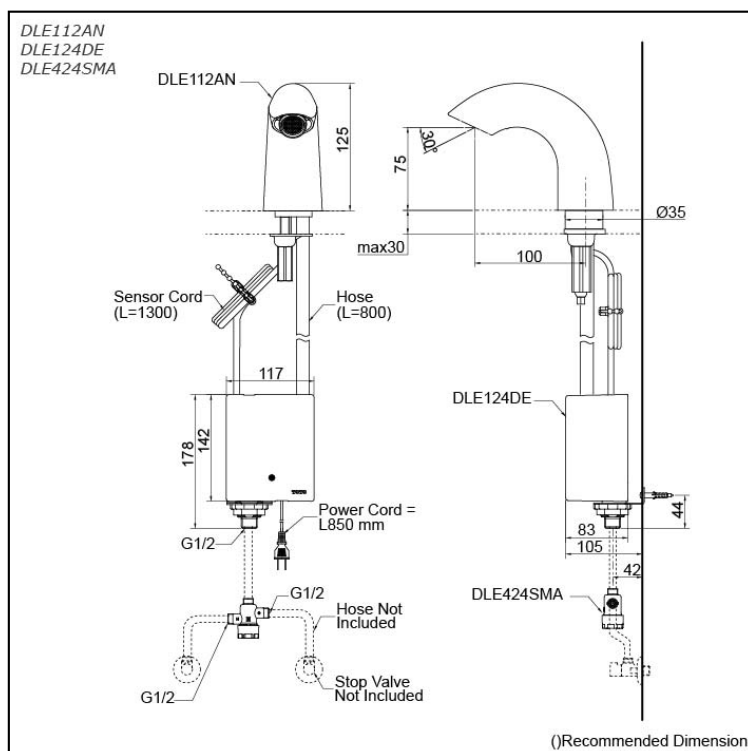 DLE112AN
DLE124DE
DLE424SMA
DLE112AN
125
75
30°
Ø35
max30
100
Sensor Cord
(L=1300)
Hose
(L=800)
117
DLE124DE
178
142
TOTO
Power Cord =
L850 mm
G1/2
44
83
105
42
G1/2
DLE424SMA
Hose Not
Included
G1/2
Stop Valve
Not Included
()Recommended Dimension